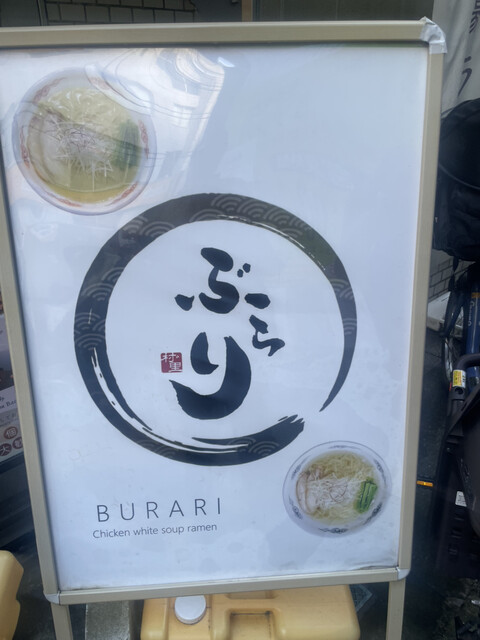 ぶらり
BURARI
Chicken white soup ramen